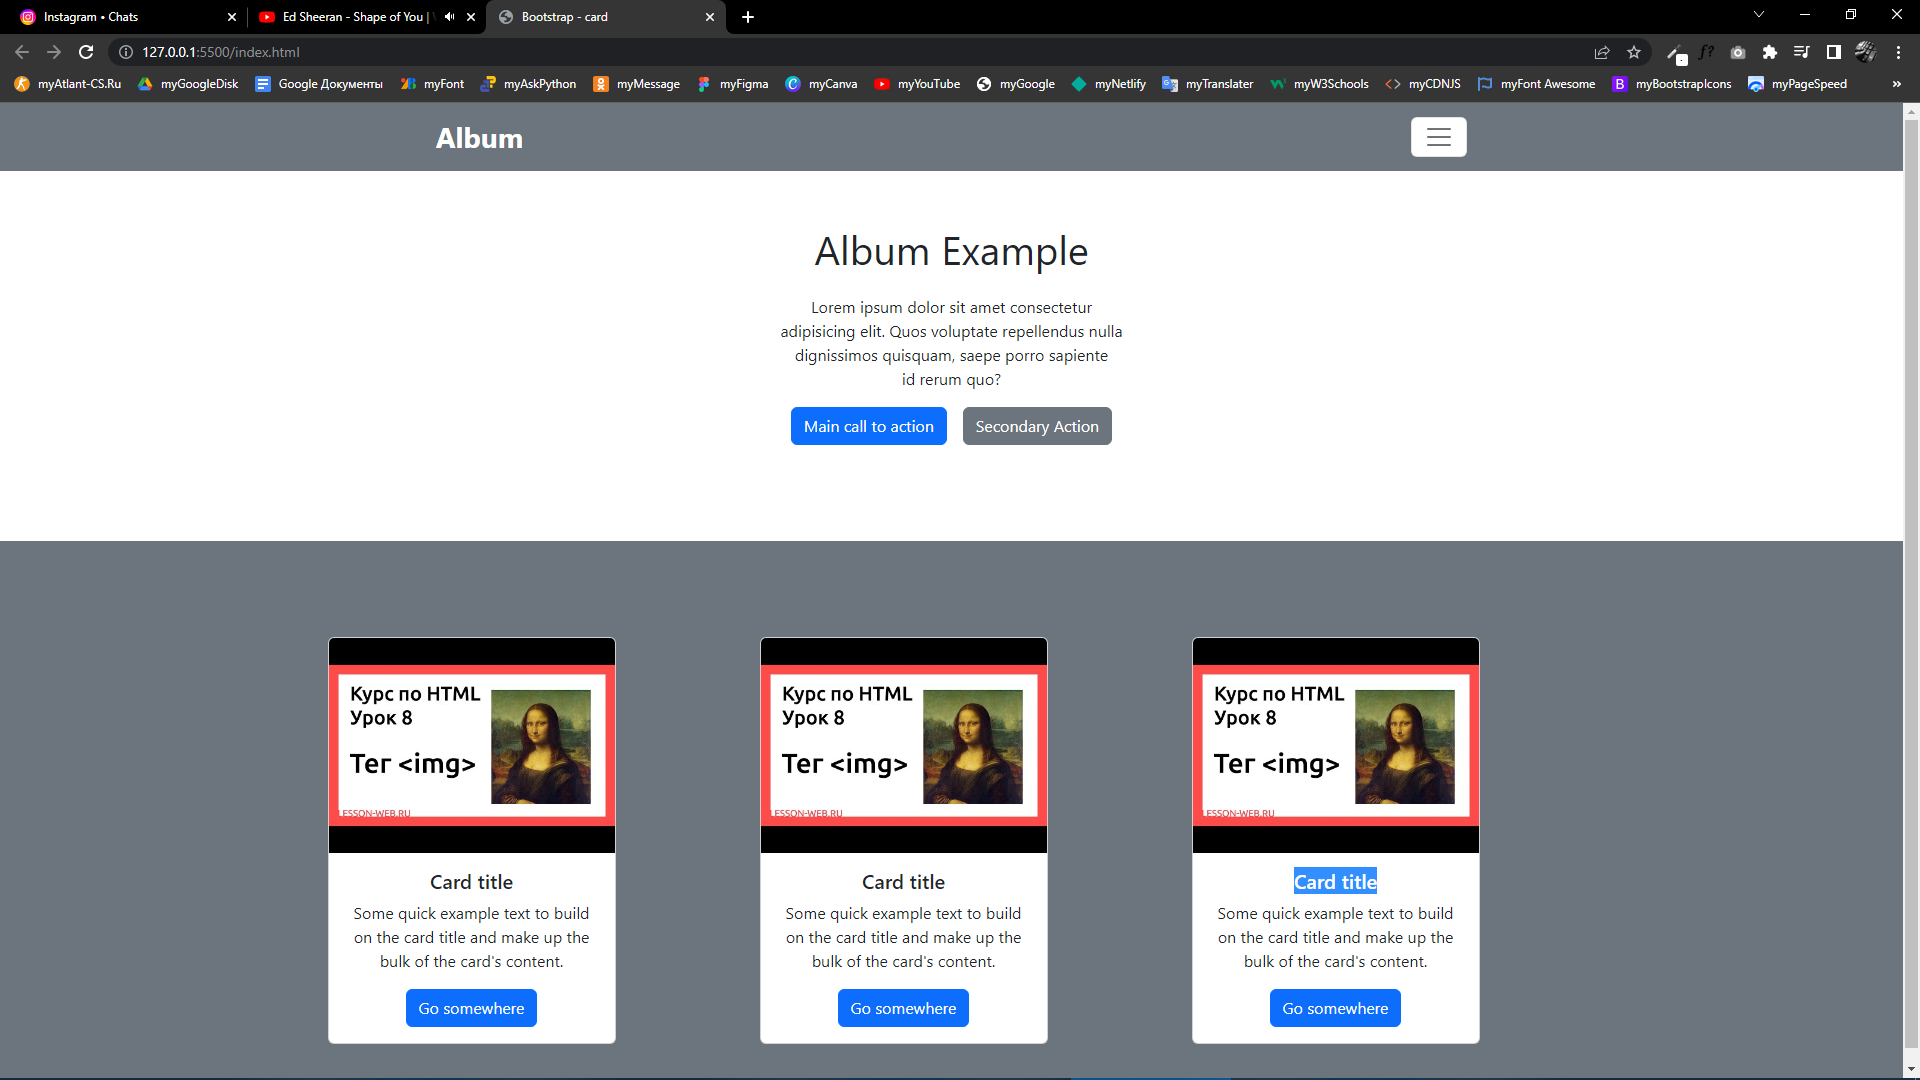 Instagram • Chats
Ed Sheeran - Shape of You |
Bootstrap - card
127.0.0.1:5500/index.html
f?
myAtlant-CS.Ru
myGoogleDisk
Google Документы
myFont
myAskPython
myMessage
myFigma
myCanva
myYouTube
myGoogle
myNetlify
myTranslater
myW3Schools
myCDNJS
myFont Awesome
myBootstrapIcons
myPageSpeed
»
Album
Album Example
Lorem ipsum dolor sit amet consectetur
adipisicing elit. Quos voluptate repellendus nulla
dignissimos quisquam, saepe porro sapiente
id rerum quo?
Main call to action
Secondary Action
Курс по HTML
Урок 8
Тег <img>
LESSON-WEB.RU
Card title
Some quick example text to build
on the card title and make up the
bulk of the card's content.
Go somewhere
Курс по HTML
Урок 8
Тег <img>
LESSON-WEB.RU
Card title
Some quick example text to build
on the card title and make up the
bulk of the card's content.
Go somewhere
Курс по HTML
Урок 8
Тег <img>
LESSON-WEB.RU
Card title
Some quick example text to build
on the card title and make up the
bulk of the card's content.
Go somewhere